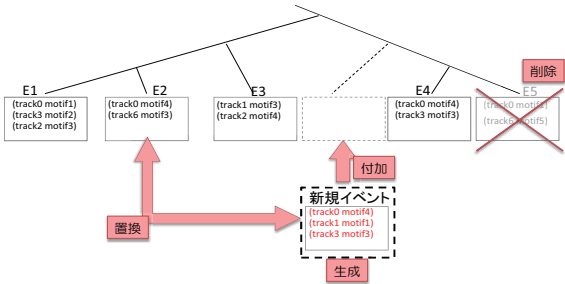 削除
E1
(track0 motif1)
(track3 motif2)
(track2 motif3)
E2
(track0 motif4)
(track6 motif3)
E3
(track1 motif3)
(track2 motif4)
E4
(track0 motif4)
(track3 motif3)
E5
(track0
(track6 motif5)
付加
新規イベント
(track0 motif4)
(track1 motif1)
(track3 motif3)
置換
生成